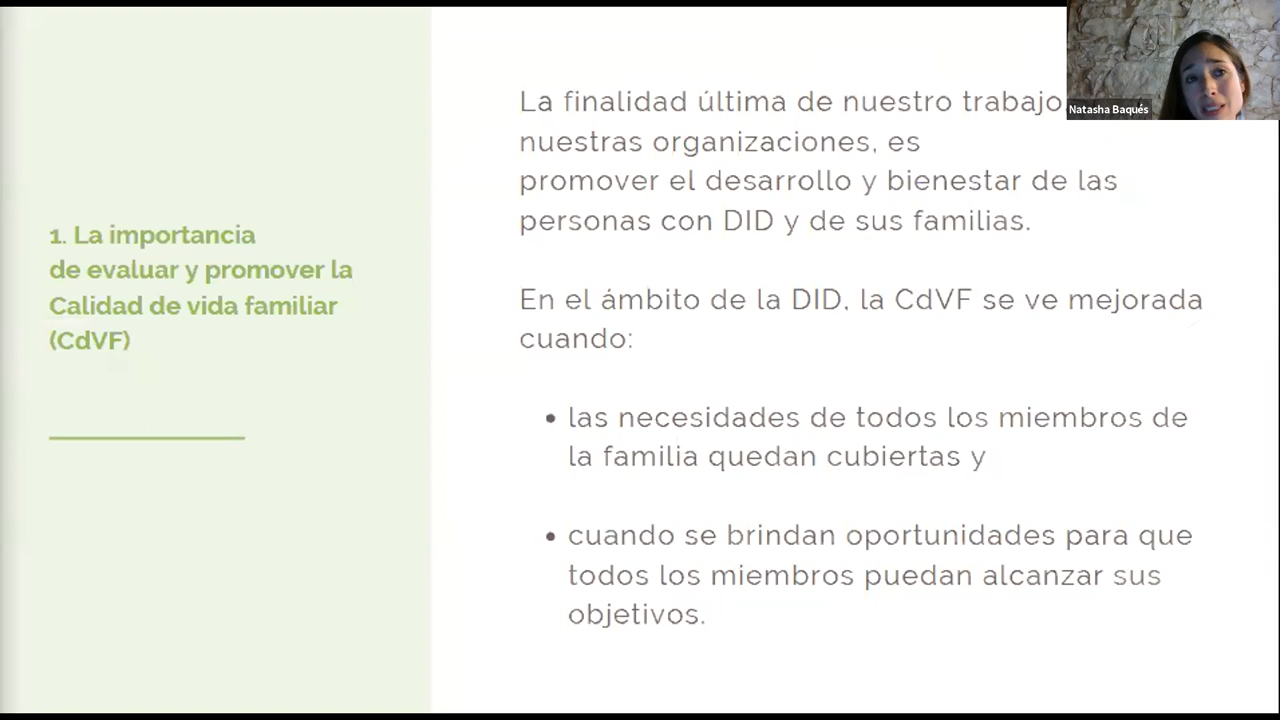 1. La importancia
de evaluar y promover la
Calidad de vida familiar
(CdVF)
La finalidad última de nuestro trabajo
nuestras organizaciones, es
promover el desarrollo y bienestar de las
personas con DID y de sus familias.
En el ámbito de la DID, la CdVF se ve mejorada
cuando:
• las necesidades de todos los miembros de
la familia quedan cubiertas y
• cuando se brindan oportunidades para que
todos los miembros puedan alcanzar sus
objetivos.
Natasha Baqués